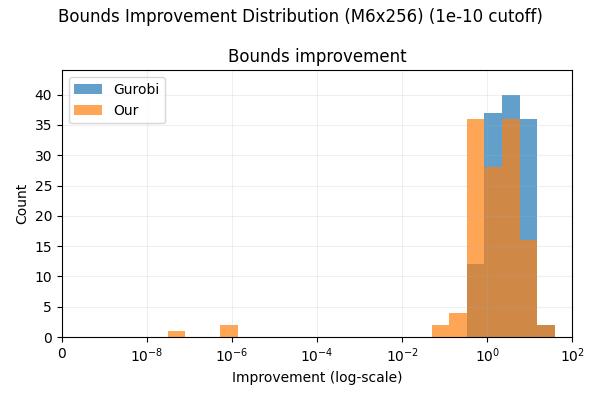 Bounds Improvement Distribution (M6x256) (1e-10 cutoff)
Bounds improvement
Gurobi
Our
Count
40
35
30
25
20
15
10
5
0
0 10⁻⁸ 10⁻⁶ 10⁻⁴ 10⁻² 10⁰ 10²
Improvement (log-scale)